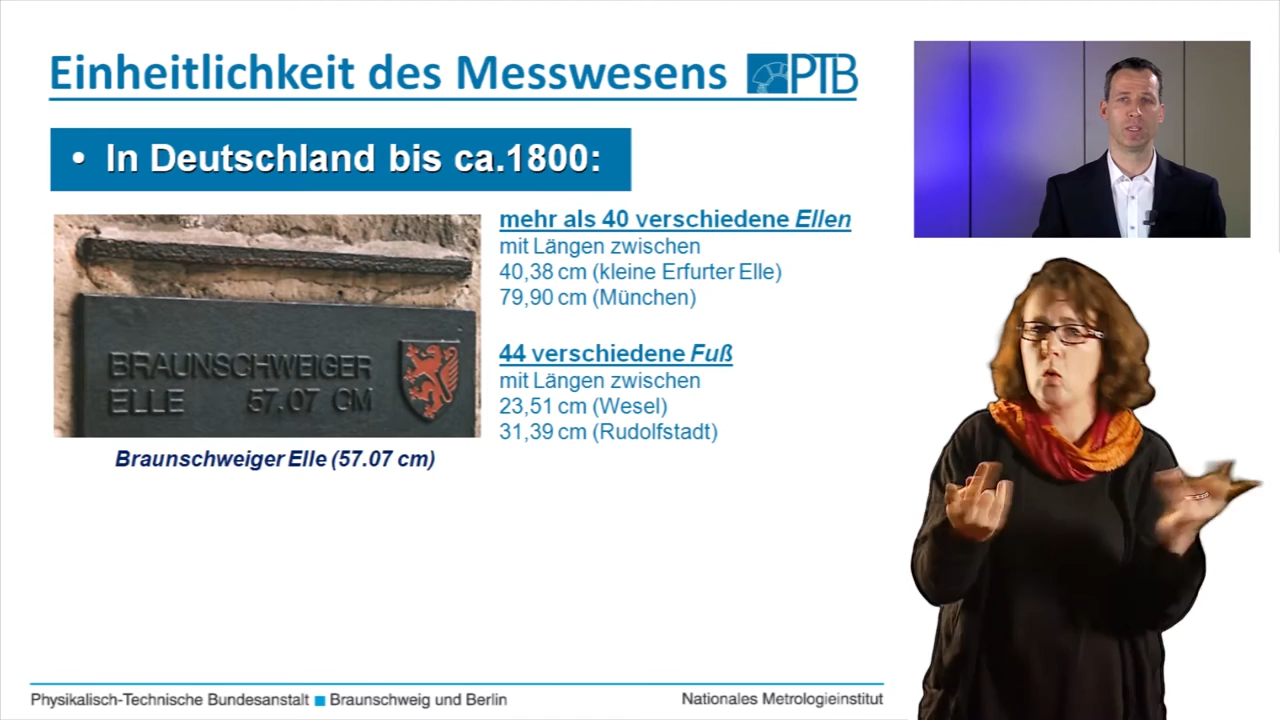 Einheitlichkeit des Messwesens PTB
• In Deutschland bis ca.1800:
BRAUNSCHWEIGER
ELLE 57.07 CM
Braunschweiger Elle (57.07 cm)
mehr als 40 verschiedene Ellen
mit Längen zwischen
40,38 cm (kleine Erfurter Elle)
79,90 cm (München)
44 verschiedene Fuß
mit Längen zwischen
23,51 cm (Wesel)
31,39 cm (Rudolfstadt)
Physikalisch-Technische Bundesanstalt ■ Braunschweig und Berlin
Nationales Metrologieinstitut